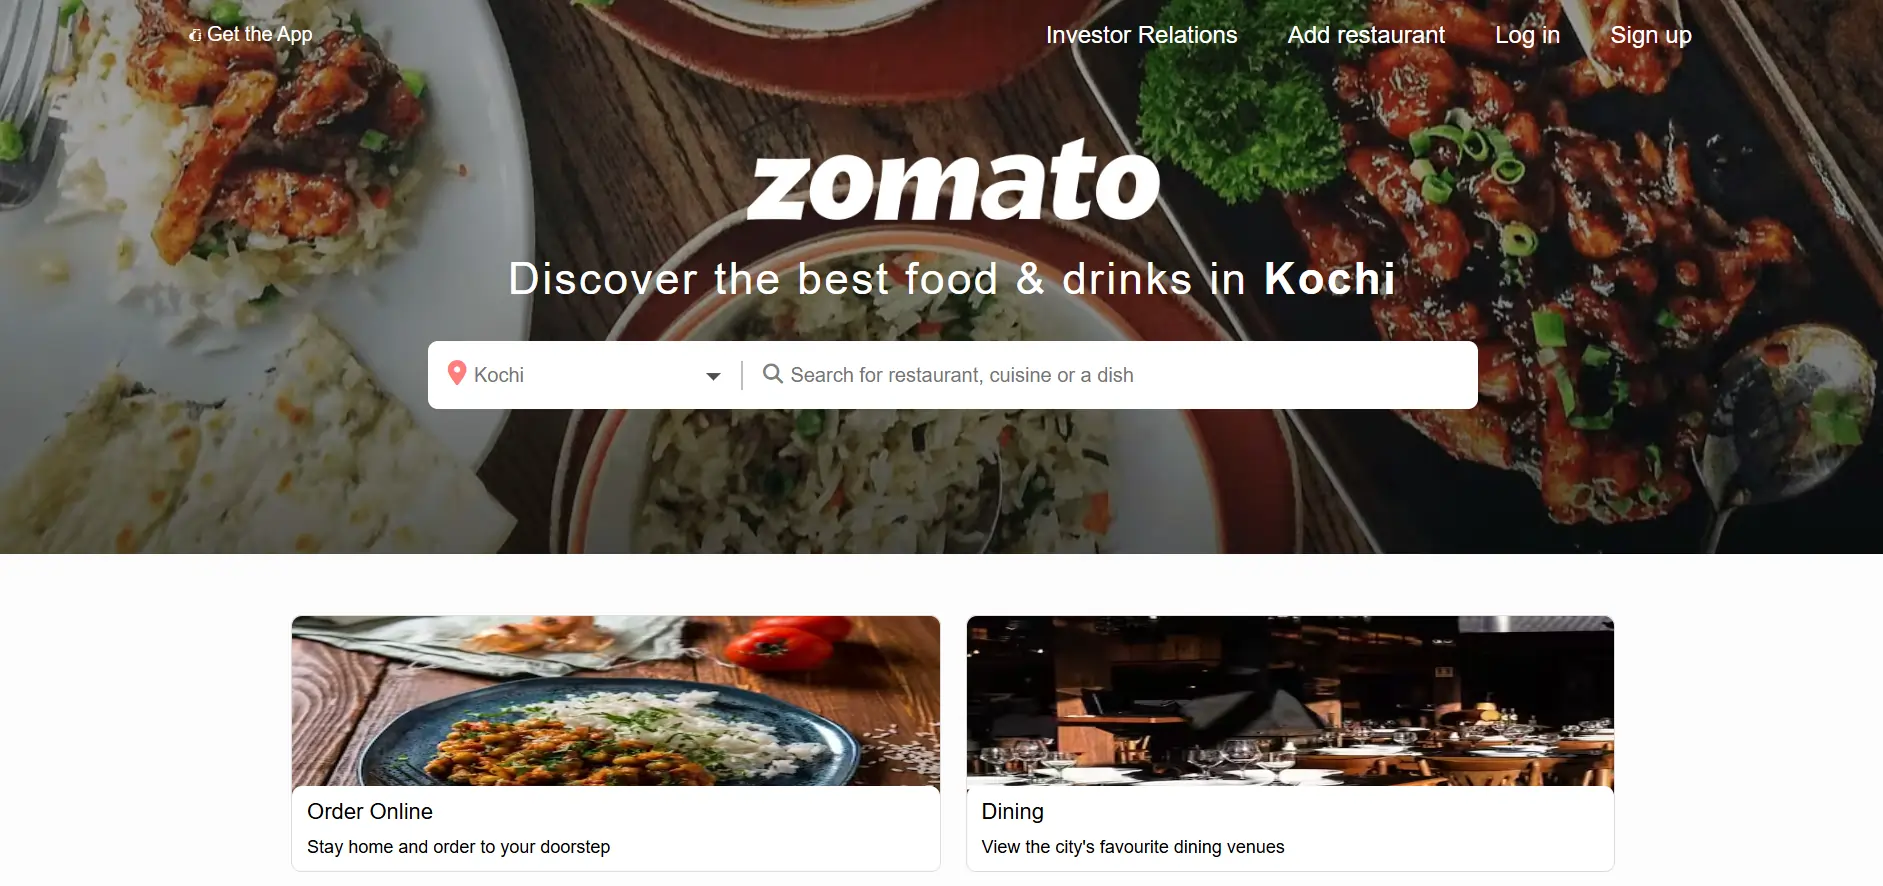 Get the App
Investor Relations
Add restaurant
Log in
Sign up
zomato
Discover the best food & drinks in Kochi
Kochi
Search for restaurant, cuisine or a dish
Order Online
Stay home and order to your doorstep
Dining
View the city's favourite dining venues